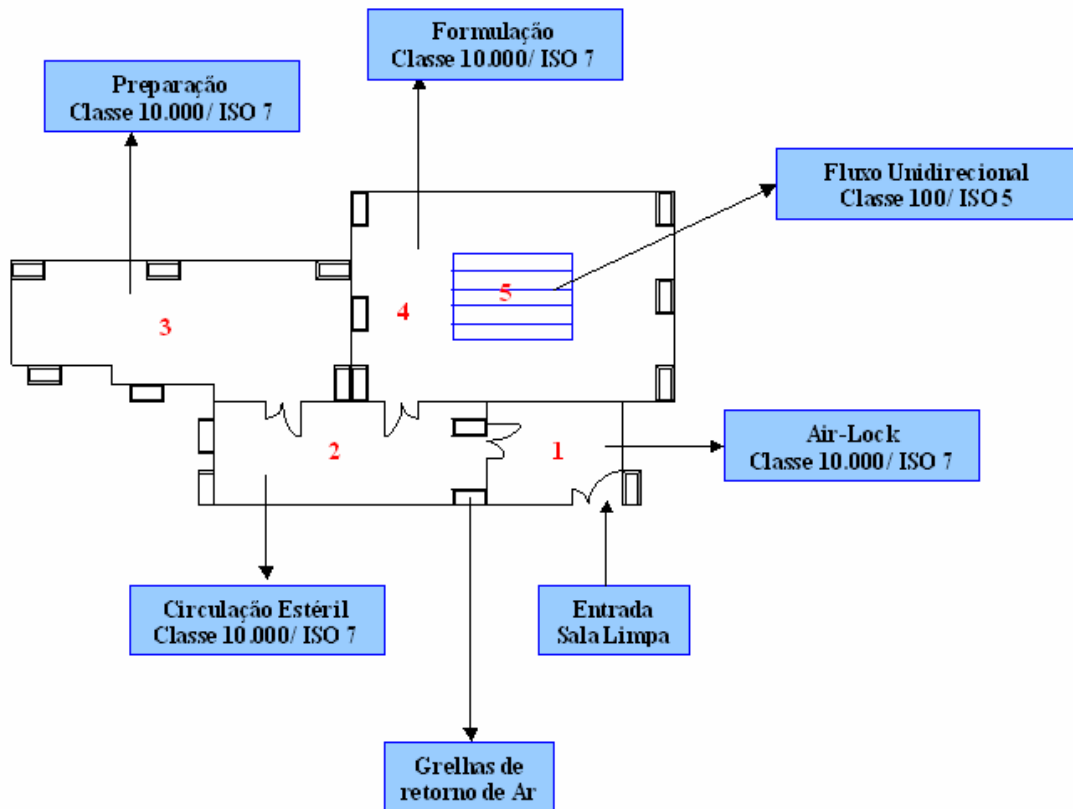 Formulação
Classe 10.000/ ISO 7
Preparação
Classe 10.000/ ISO 7
Fluxo Unidirecional
Classe 100/ ISO 5
5
4
3
2
1
Air-Lock
Classe 10.000/ ISO 7
Circulação Estéril
Classe 10.000/ ISO 7
Entrada
Sala Limpa
Grelhas de
retorno de Ar